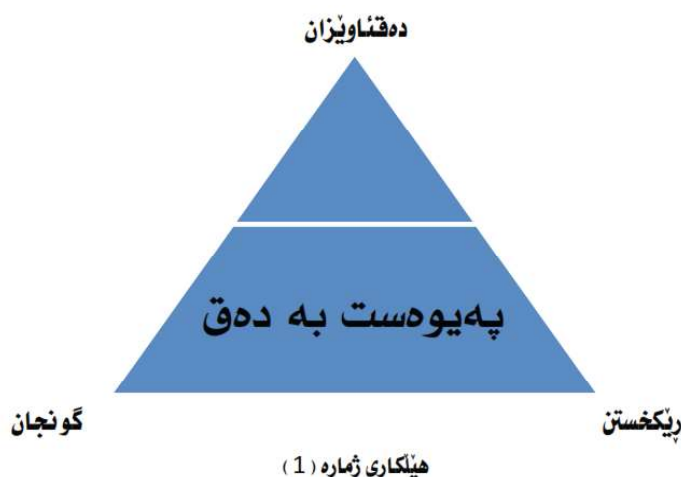 دەقئاوێزان
پەیوەست بە دەق
ڕێکخستن
گونجان
هێڵکاری ژمارە (1)